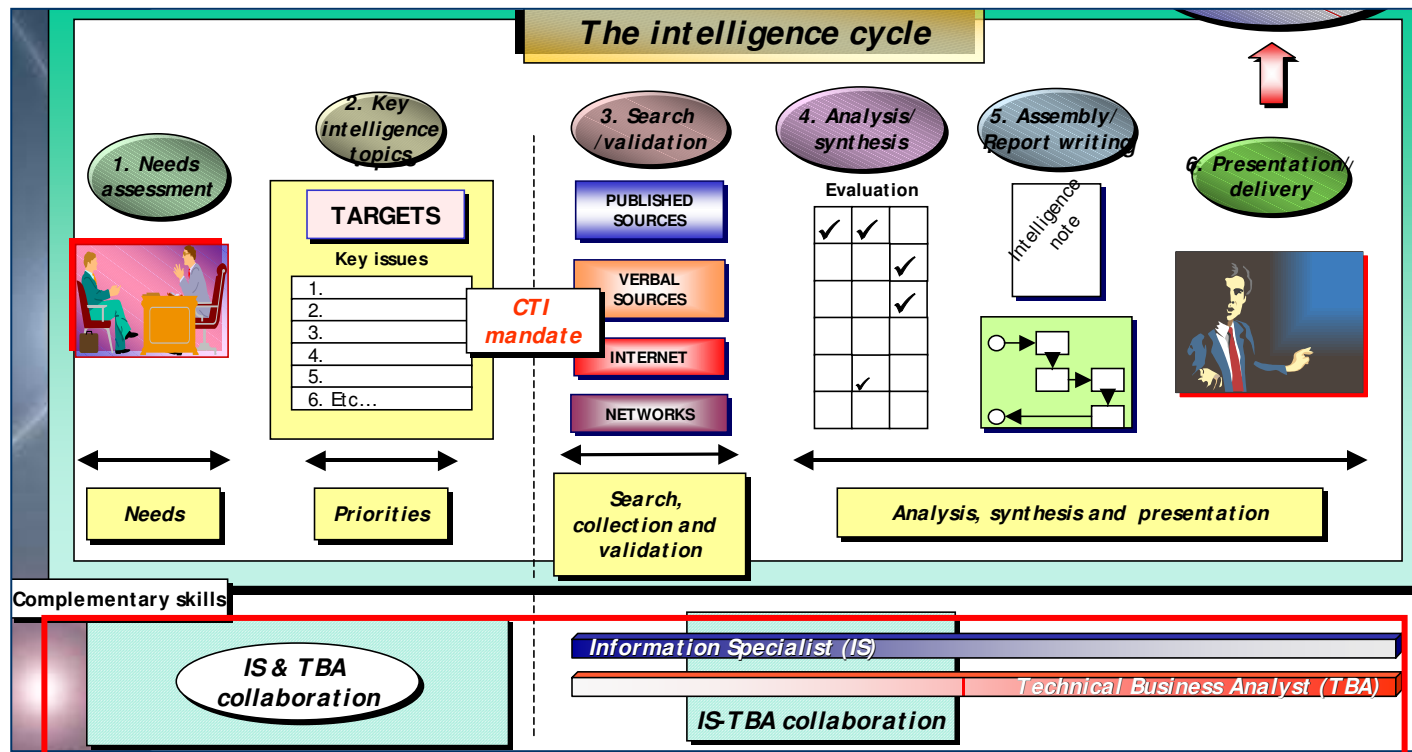 The intelligence cycle
1. Needs
assessment
2. Key
intelligence
topics
3. Search
/validation
4. Analysis/
synthesis
5. Assembly/
Report writing
6. Presentation/
delivery
TARGETS
Key issues
1.
2.
3.
4.
5.
6. Etc...
CTI
mandate
PUBLISHED
SOURCES
VERBAL
SOURCES
INTERNET
NETWORKS
Evaluation
Intelligence
note
Needs
Priorities
Search,
collection and
validation
Analysis, synthesis and presentation
Complementary skills
IS & TBA
collaboration
Information Specialist (IS)
Technical Business Analyst (TBA)
IS-TBA collaboration